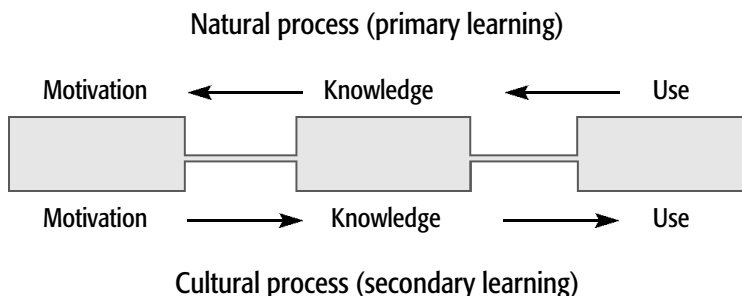 Natural process (primary learning)
Motivation Knowledge Use
Motivation Knowledge Use
Cultural process (secondary learning)